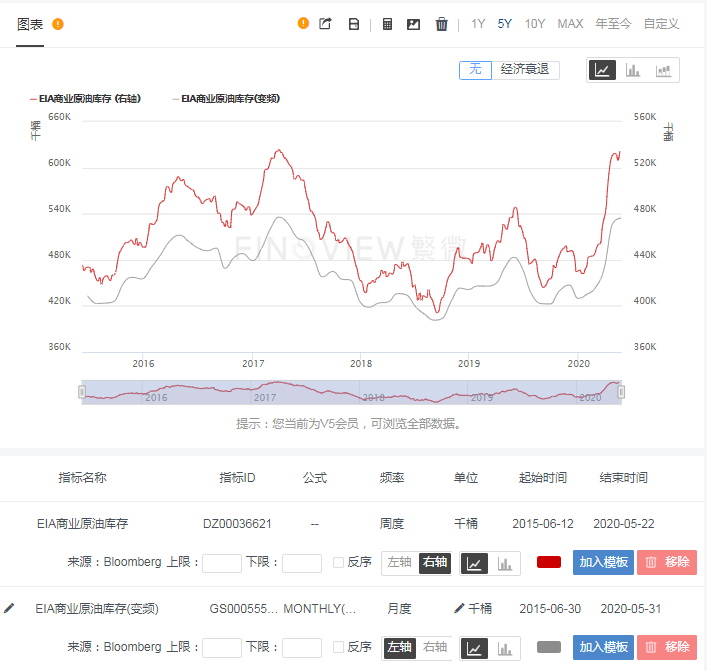 图表
1Y 5Y 10Y MAX 年至今 自定义
无 经济衰退
EIA商业原油库存 (右轴) EIA商业原油库存(变频)
千桶 千桶
660K 560K
600K 520K
540K 480K
FINSVIEW 繁微
480K 440K
420K 400K
360K 360K
2016 2017 2018 2019 2020
2016 2017 2018 2019 2020
提示：您当前为V5会员，可浏览全部数据。
指标名称 指标ID 公式 频率 单位 起始时间 结束时间
EIA商业原油库存 DZ00036621 -- 周度 千桶 2015-06-12 2020-05-22
来源：Bloomberg 上限： 下限： 反序 左轴 右轴 加入模板 移除
EIA商业原油库存(变频) GS000555... MONTHLY(... 月度 千桶 2015-06-30 2020-05-31
来源：Bloomberg 上限： 下限： 反序 左轴 右轴 加入模板 移除